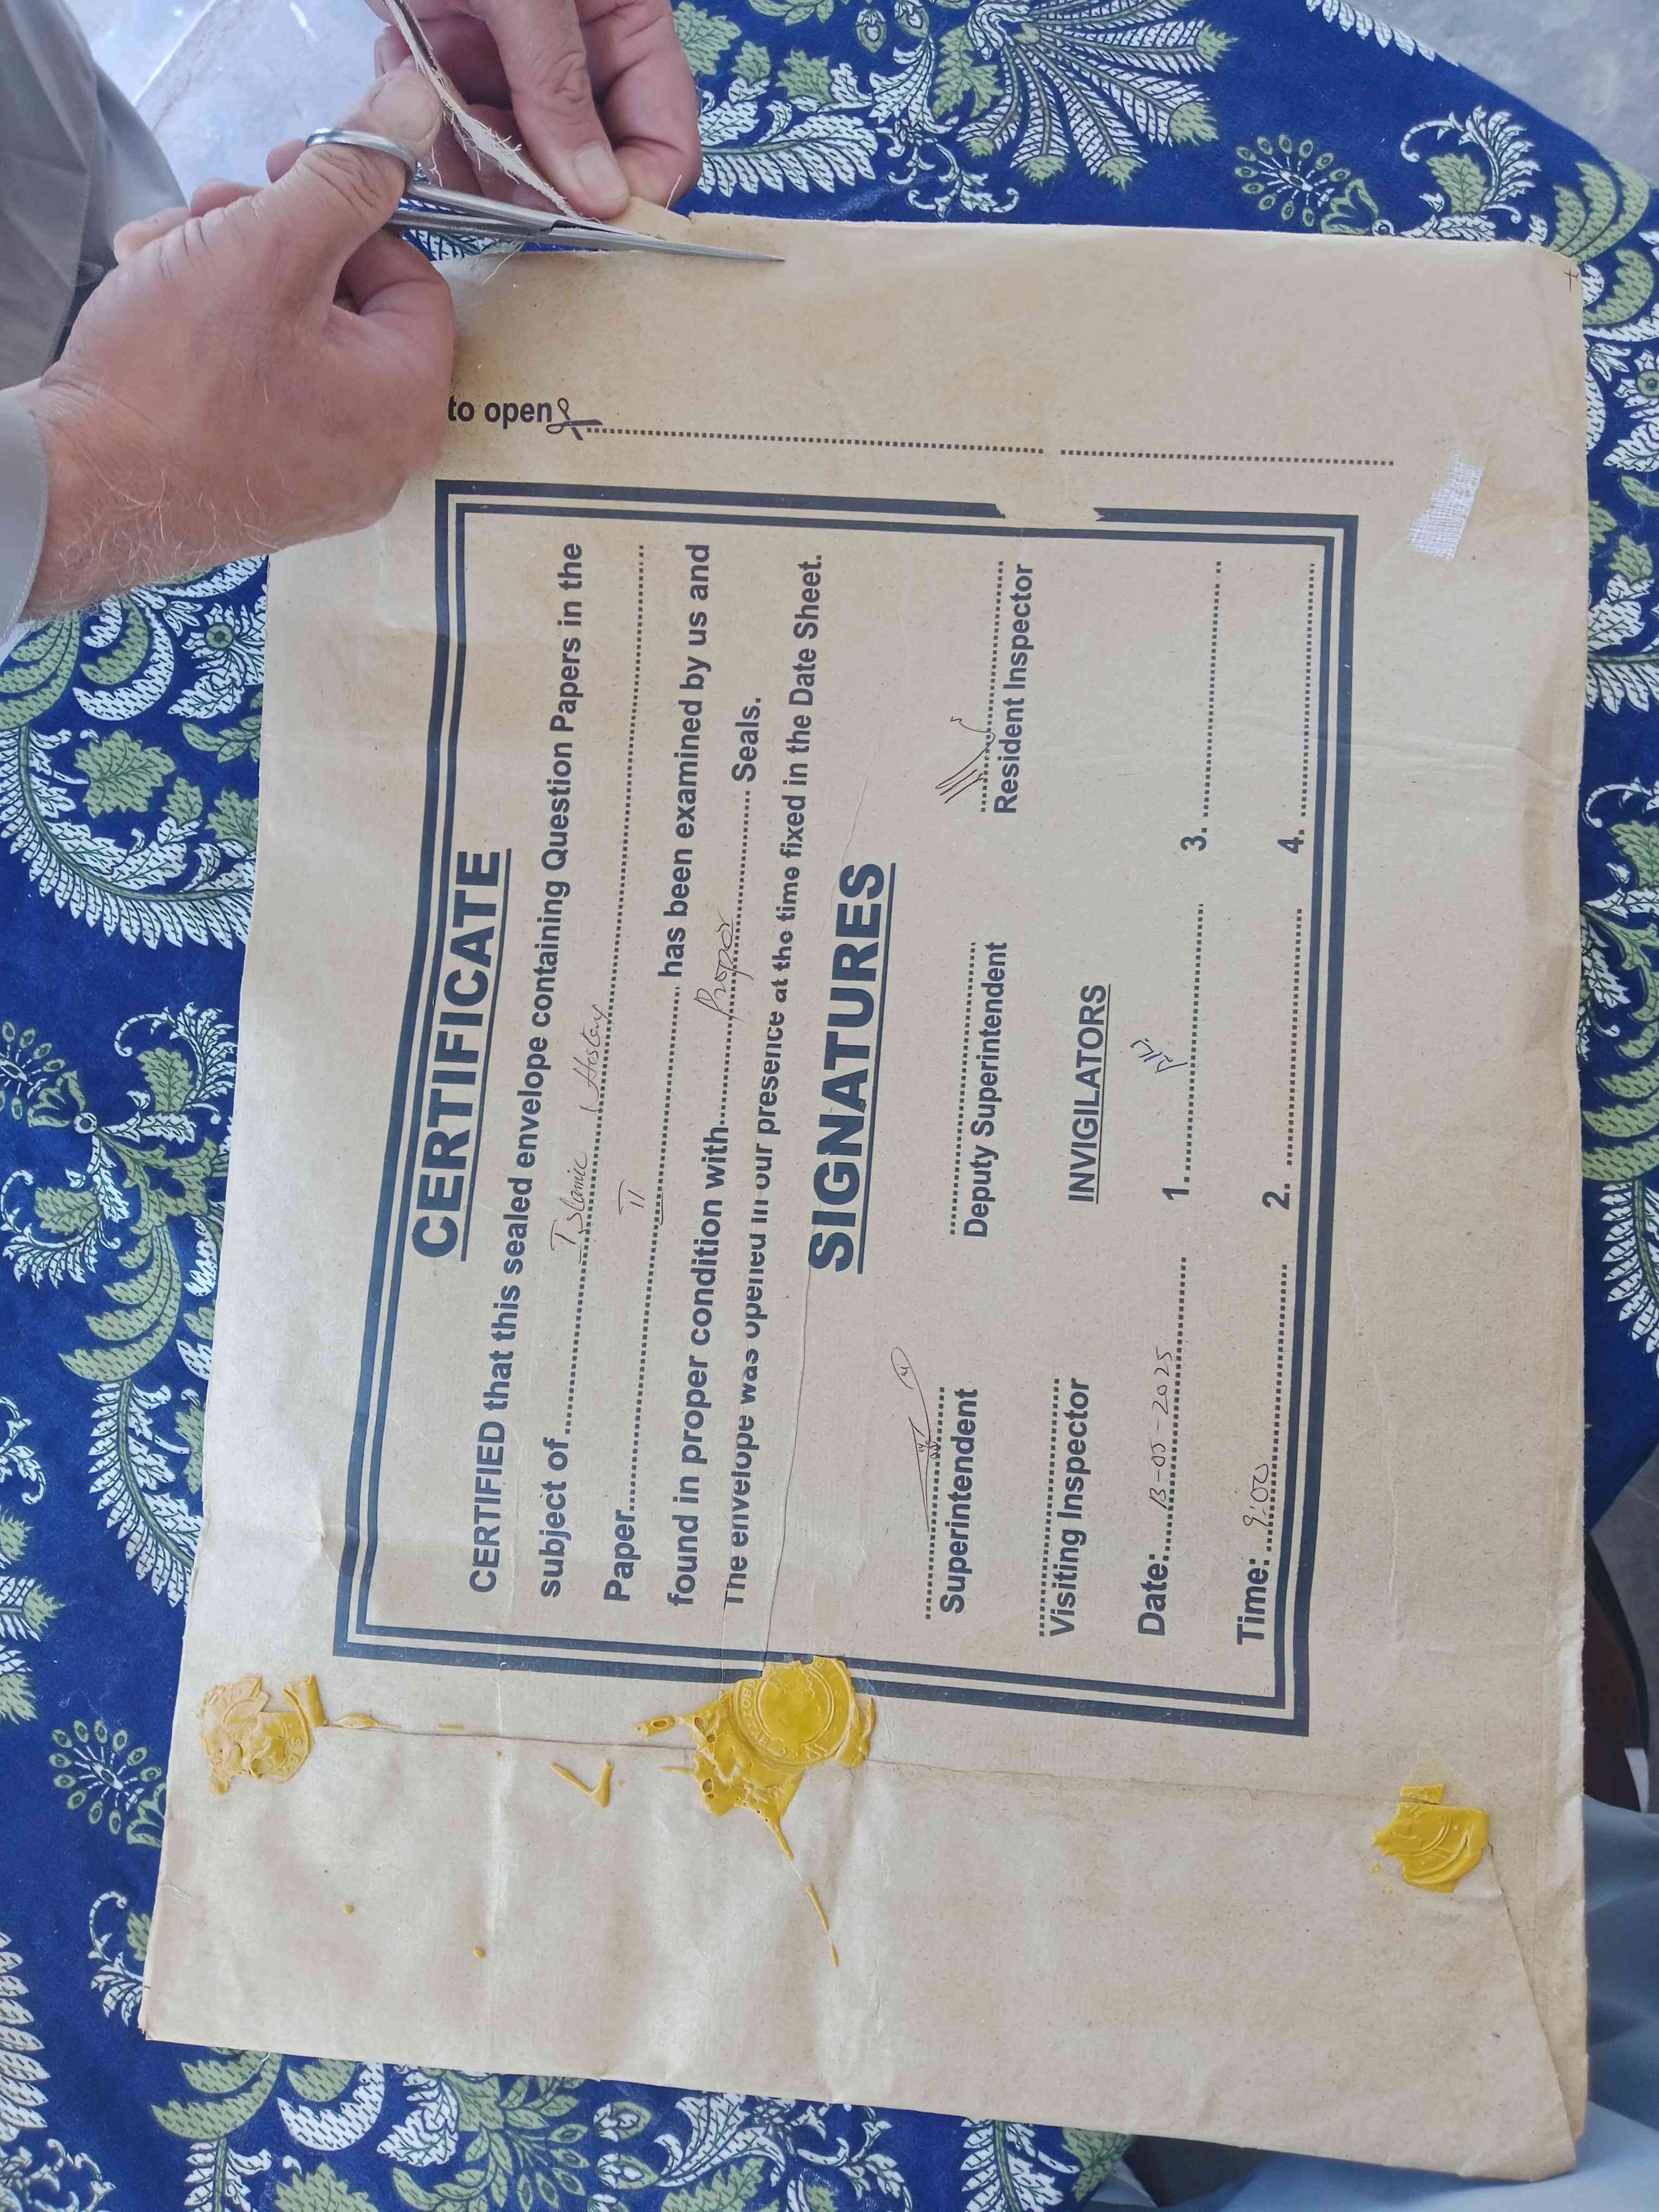 to open
CERTIFICATE
CERTIFIED that this sealed envelope containing Question Papers in the
subject of Islamic History
Paper II has been examined by us and
found in proper condition with Proper Seals.
The envelope was opened in our presence at the time fixed in the Date Sheet.
SIGNATURES
Superintendent Deputy Superintendent Resident Inspector
Visiting Inspector INVIGILATORS
Date: 13-05-2025 1. 3.
Time: 9:00 2. 4.